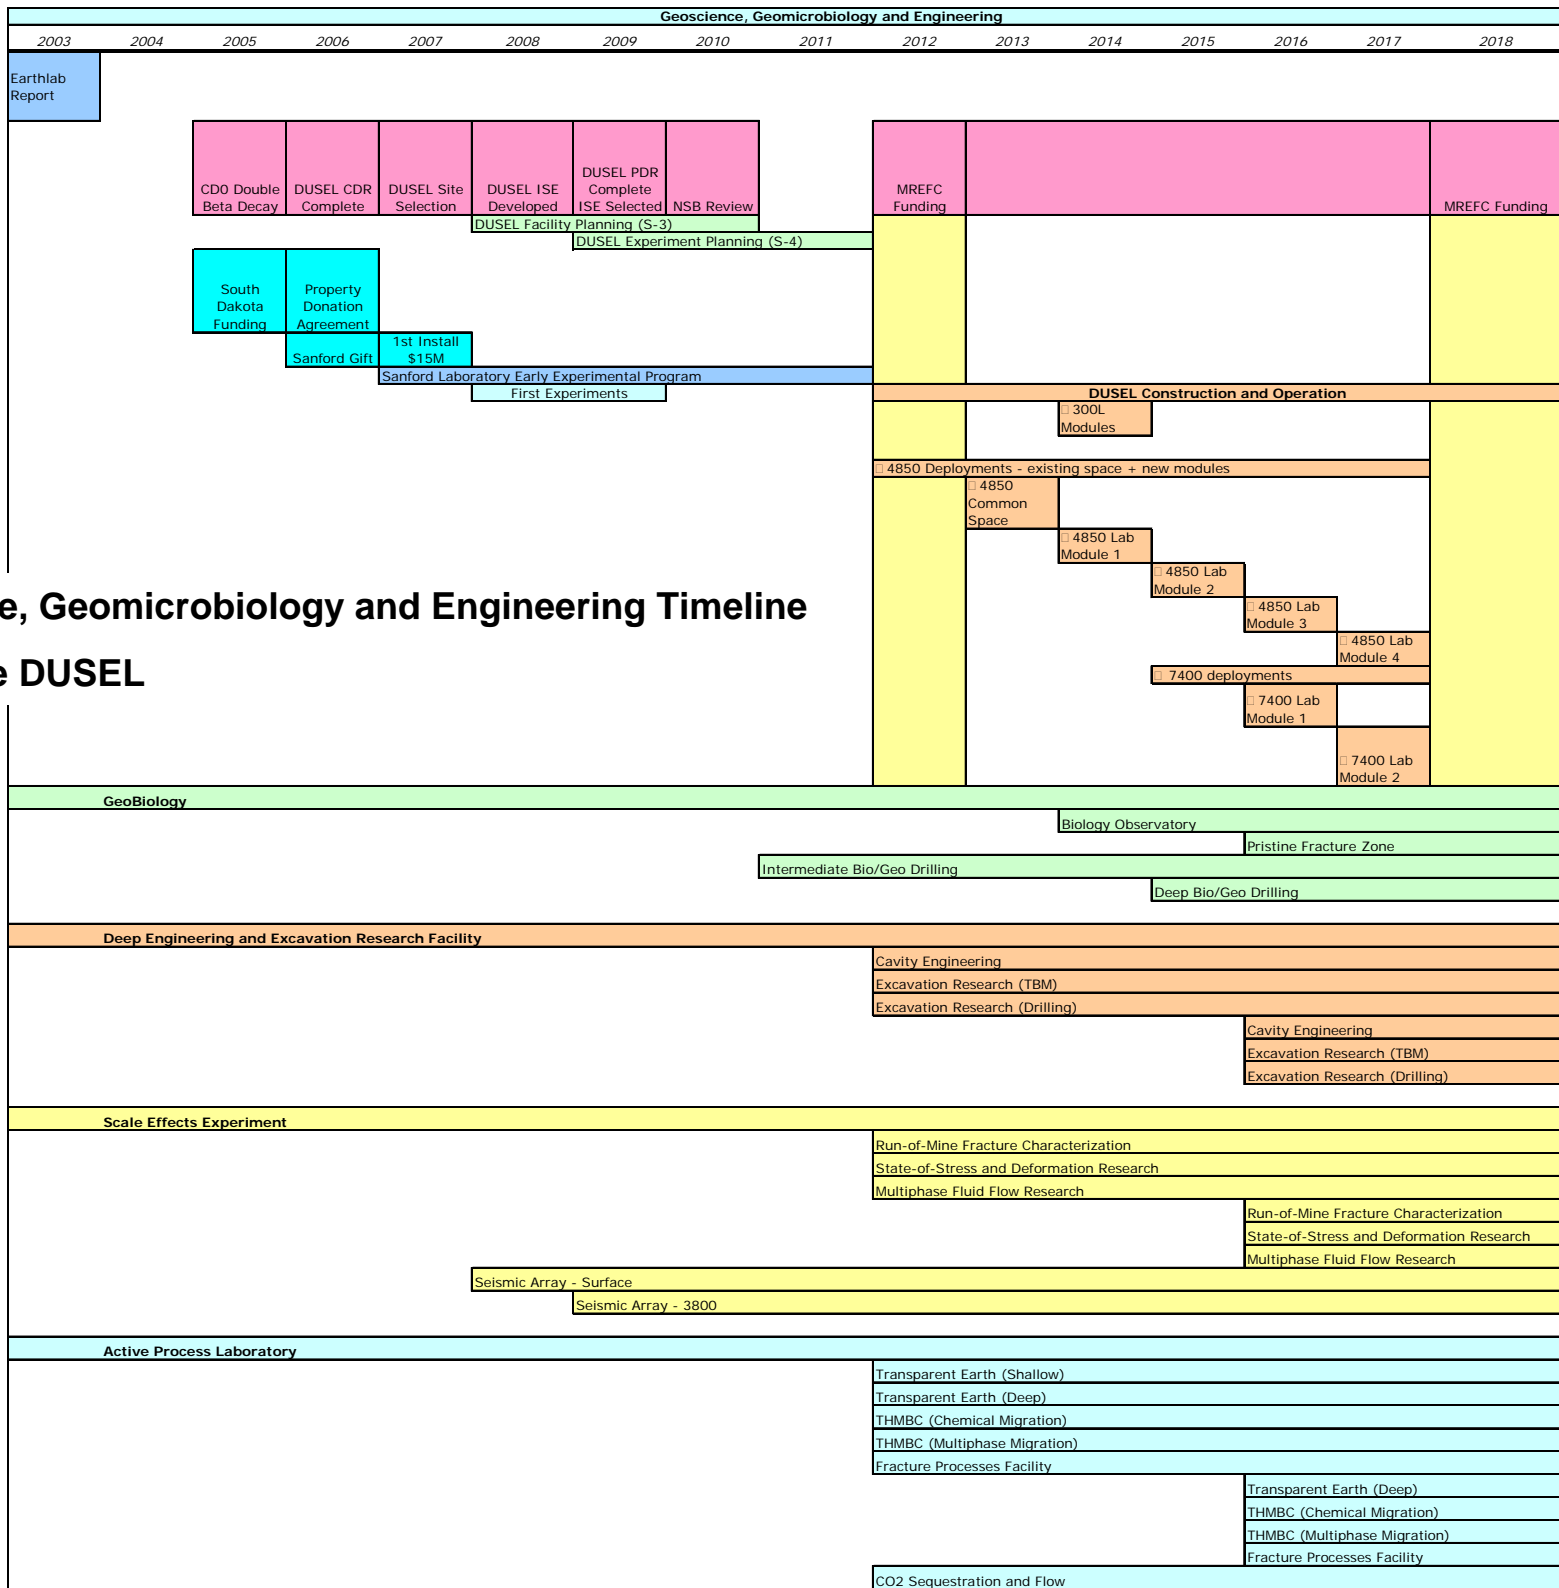 Geoscience, Geomicrobiology and Engineering
2003 2004 2005 2006 2007 2008 2009 2010 2011 2012 2013 2014 2015 2016 2017 2018
Earthlab
Report
CD0 Double
Beta Decay
DUSEL CDR
Complete
DUSEL Site
Selection
DUSEL ISE
Developed
DUSEL PDR
Complete
ISE Selected
NSB Review
MREFC
Funding
MREFC Funding
DUSEL Facility Planning (S-3)
DUSEL Experiment Planning (S-4)
South
Dakota
Funding
Property
Donation
Agreement
Sanford Gift
1st Install
$15M
Sanford Laboratory Early Experimental Program
First Experiments
DUSEL Construction and Operation
300L
Modules
4850 Deployments - existing space + new modules
4850
Common
Space
4850 Lab
Module 1
4850 Lab
Module 2
4850 Lab
Module 3
4850 Lab
Module 4
e, Geomicrobiology and Engineering Timeline
e DUSEL
7400 deployments
7400 Lab
Module 1
7400 Lab
Module 2
GeoBiology
Biology Observatory
Pristine Fracture Zone
Intermediate Bio/Geo Drilling
Deep Bio/Geo Drilling
Deep Engineering and Excavation Research Facility
Cavity Engineering
Excavation Research (TBM)
Excavation Research (Drilling)
Cavity Engineering
Excavation Research (TBM)
Excavation Research (Drilling)
Scale Effects Experiment
Run-of-Mine Fracture Characterization
State-of-Stress and Deformation Research
Multiphase Fluid Flow Research
Run-of-Mine Fracture Characterization
State-of-Stress and Deformation Research
Multiphase Fluid Flow Research
Seismic Array - Surface
Seismic Array - 3800
Active Process Laboratory
Transparent Earth (Shallow)
Transparent Earth (Deep)
THMBC (Chemical Migration)
THMBC (Multiphase Migration)
Fracture Processes Facility
Transparent Earth (Deep)
THMBC (Chemical Migration)
THMBC (Multiphase Migration)
Fracture Processes Facility
CO2 Sequestration and Flow